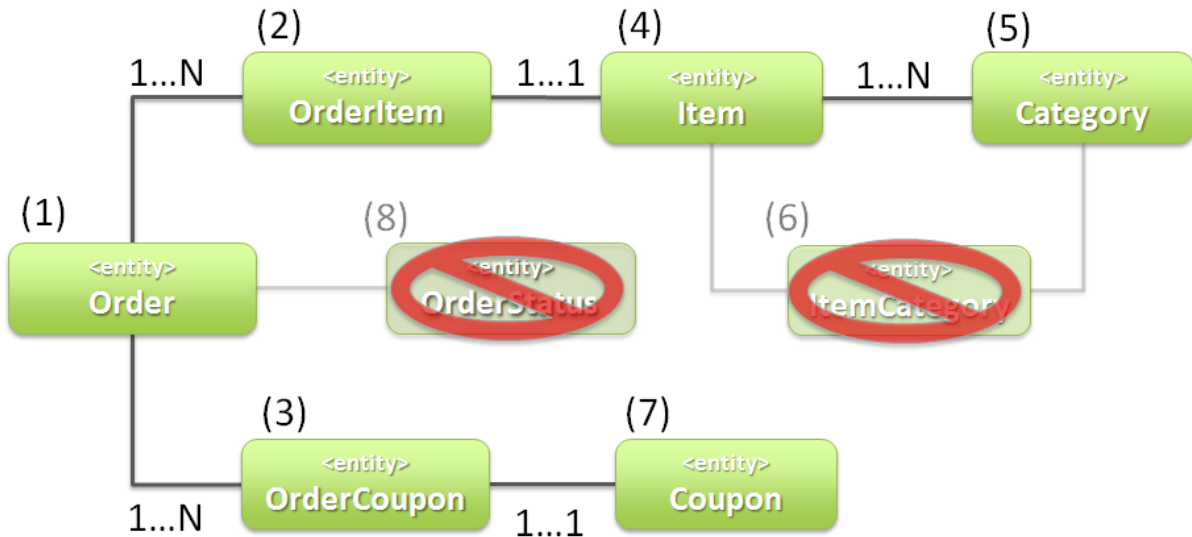 (2)
(4)
(5)
1...N
<entity>
OrderItem
1...1
<entity>
Item
1...N
<entity>
Category
(1)
(8)
(6)
<entity>
Order
<entity>
OrderStatus
<entity>
ItemCategory
(3)
(7)
<entity>
OrderCoupon
<entity>
Coupon
1...N
1...1